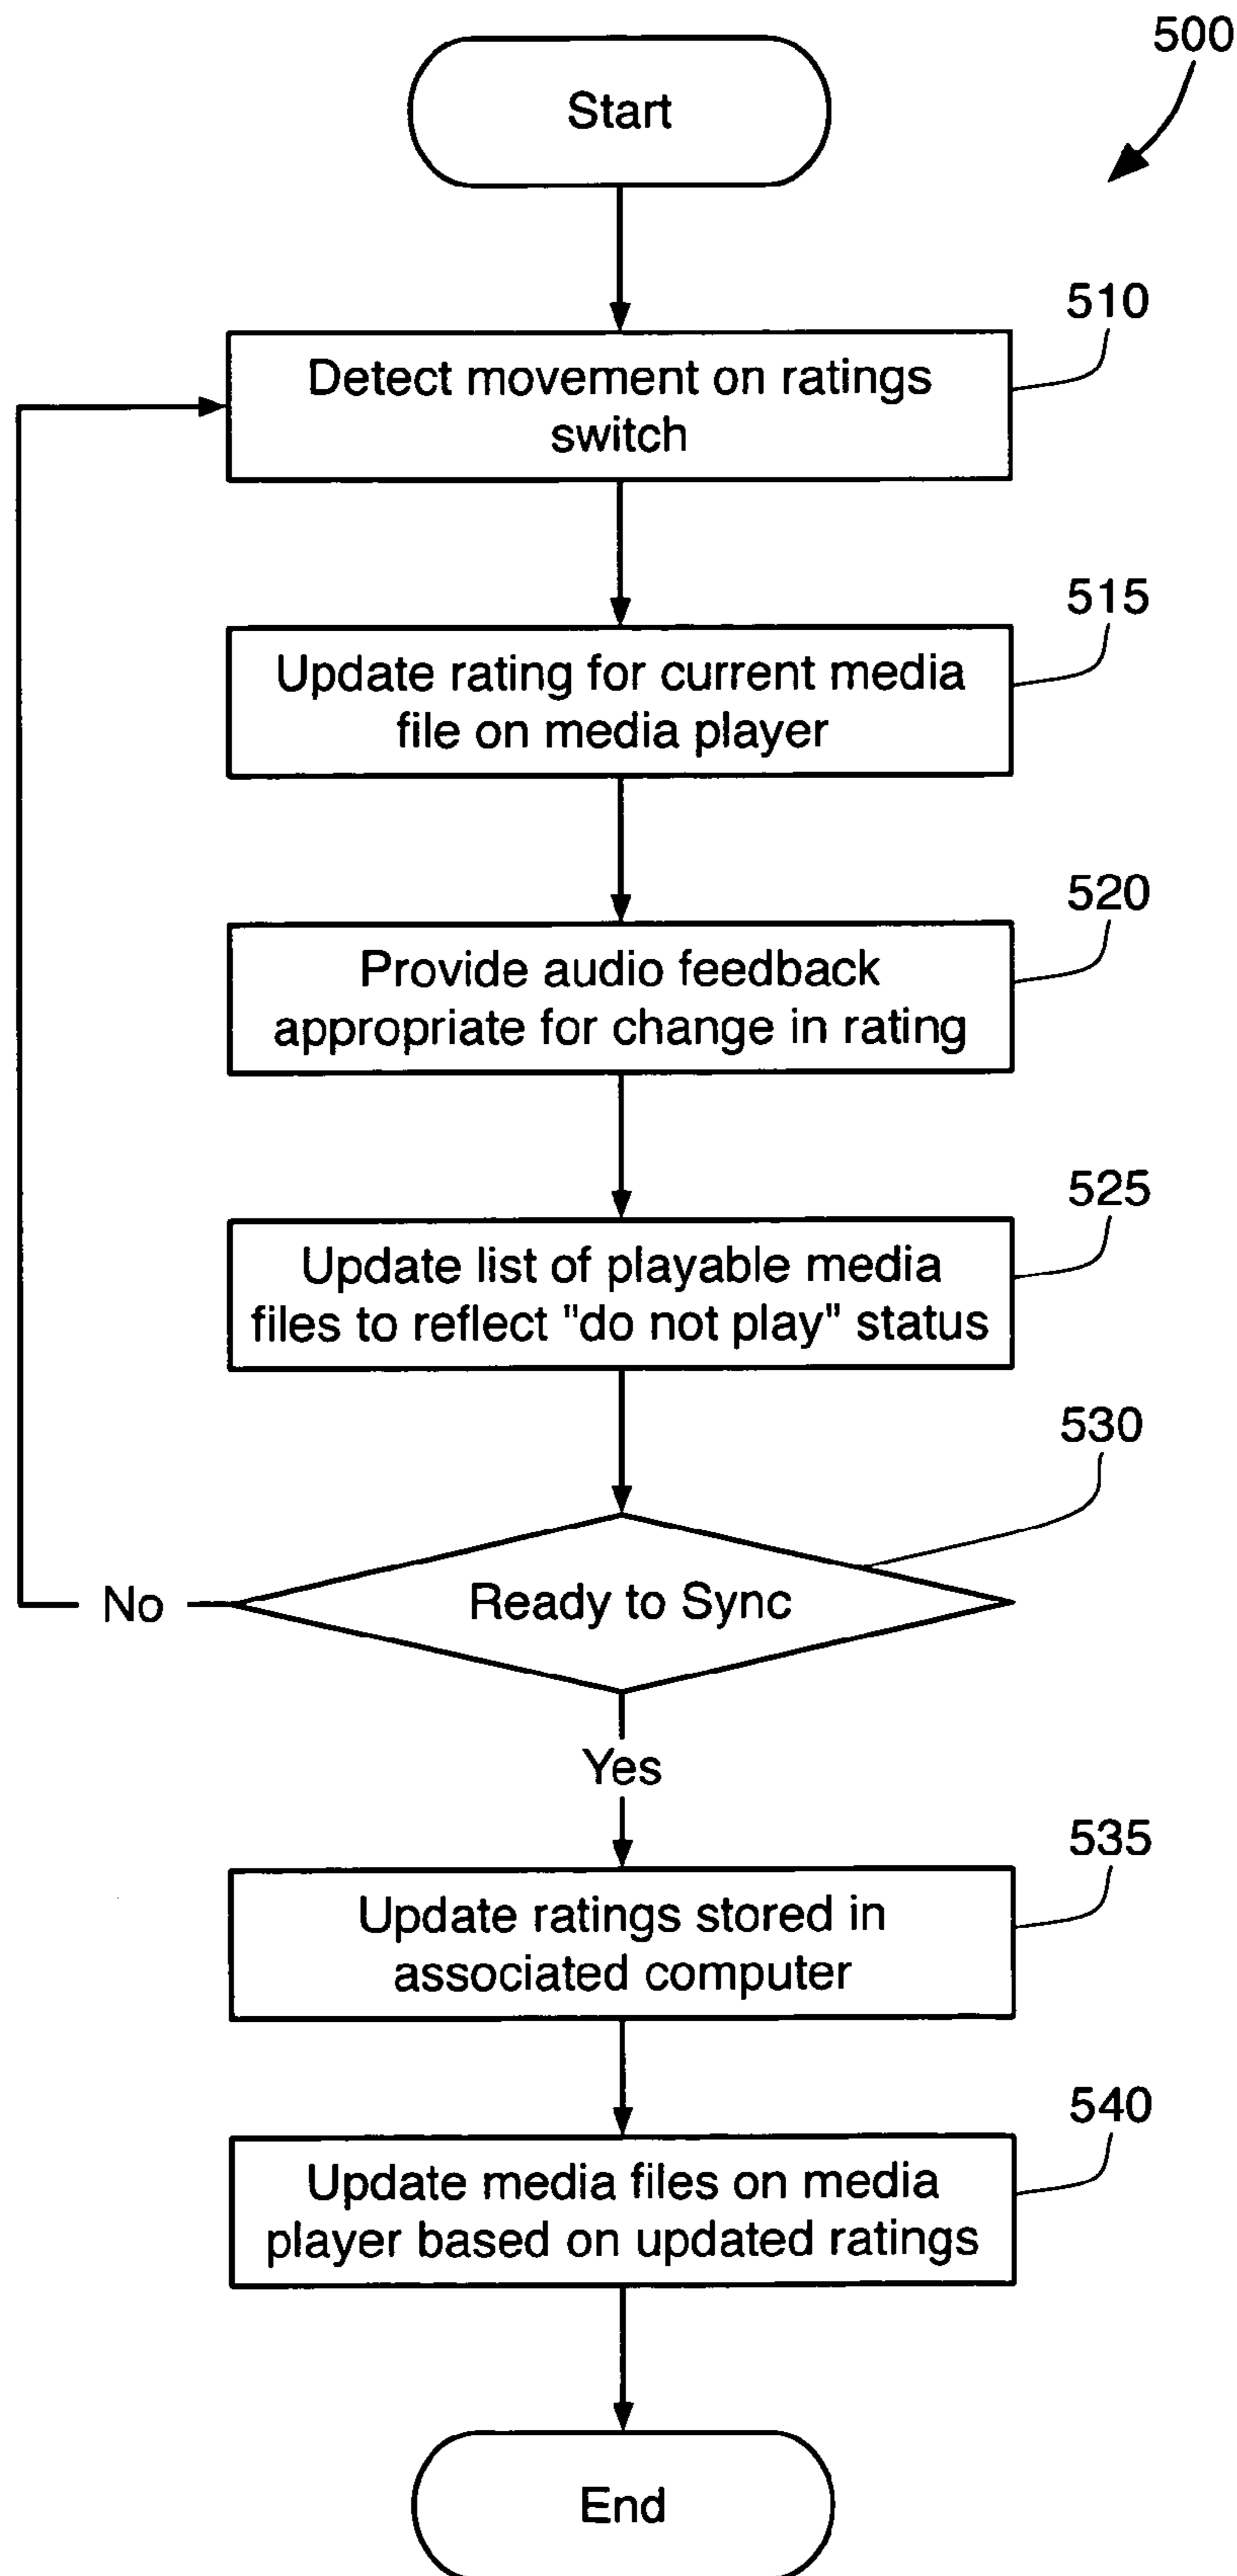 500
Start
510
Detect movement on ratings
switch
515
Update rating for current media
file on media player
520
Provide audio feedback
appropriate for change in rating
525
Update list of playable media
files to reflect "do not play" status
530
Ready to Sync
No
Yes
535
Update ratings stored in
associated computer
540
Update media files on media
player based on updated ratings
End